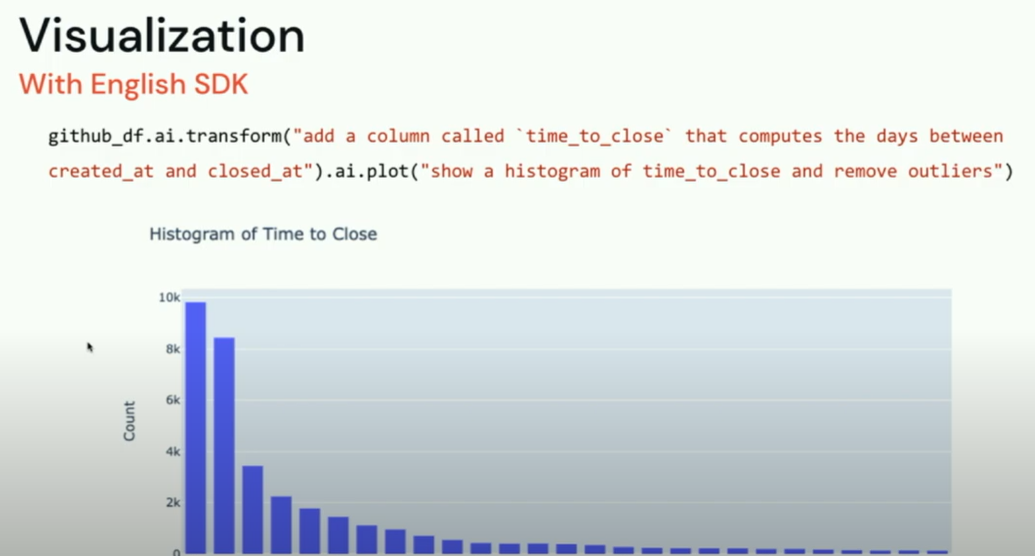 Visualization
With English SDK
github_df.ai.transform("add a column called `time_to_close` that computes the days between
created_at and closed_at").ai.plot("show a histogram of time_to_close and remove outliers")
Histogram of Time to Close
10k
8k
6k
4k
2k
0
Count